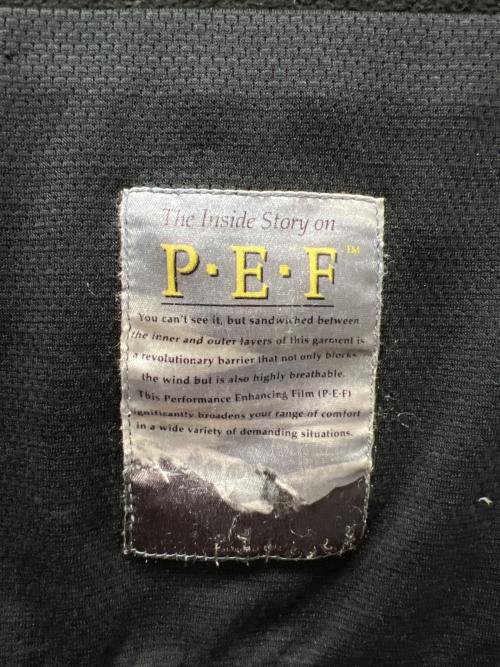 The Inside Story on
P·E·F™
You can't see it, but sandwiched between
the inner and outer layers of this garment is
a revolutionary barrier that not only blocks
the wind but is also highly breathable.
This Performance Enhancing Film (P·E·F)
significantly broadens your range of comfort
in a wide variety of demanding situations.